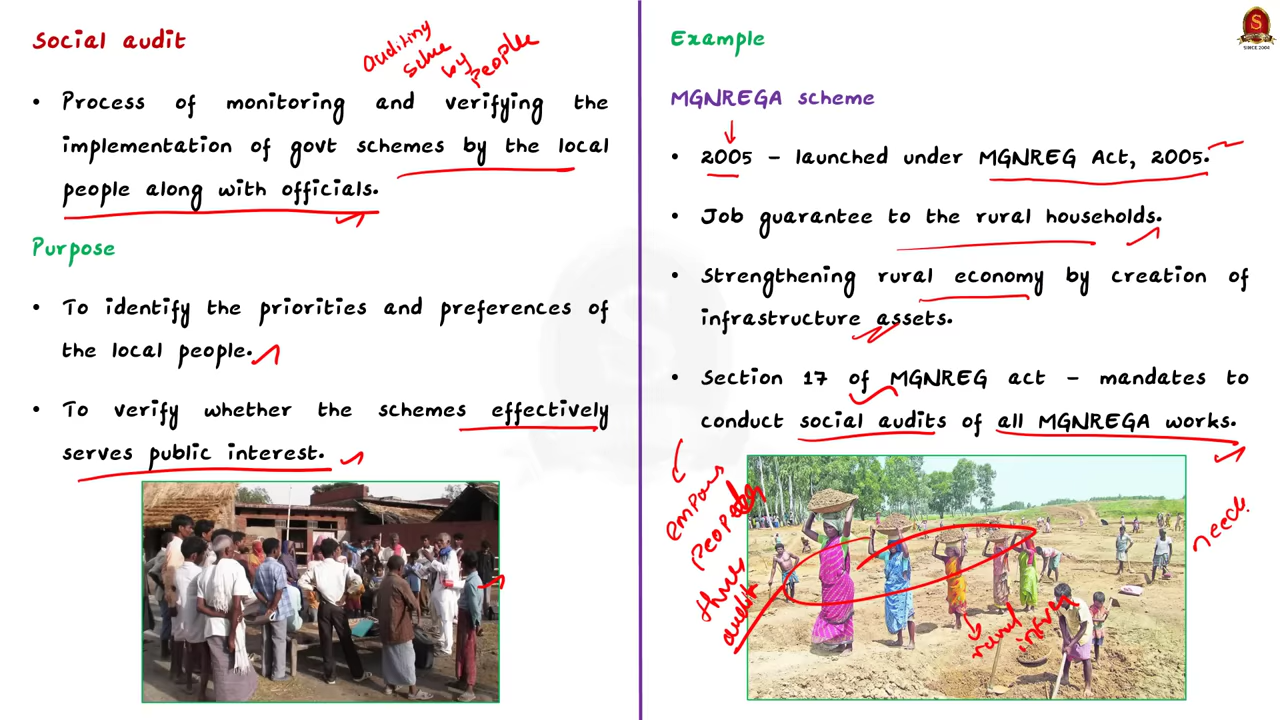 Social audit
auditing
scheme
by
people
• Process of monitoring and verifying the
implementation of govt schemes by the local
people along with officials.
Purpose
• To identify the priorities and preferences of
the local people.
• To verify whether the schemes effectively
serves public interest.
Example
MGNREGA scheme
• 2005 – launched under MGNREG Act, 2005.
• Job guarantee to the rural households.
• Strengthening rural economy by creation of
infrastructure assets.
• Section 17 of MGNREG act – mandates to
conduct social audits of all MGNREGA works.
people
thru
audit
rural
infra
need
S
SINCE 2004